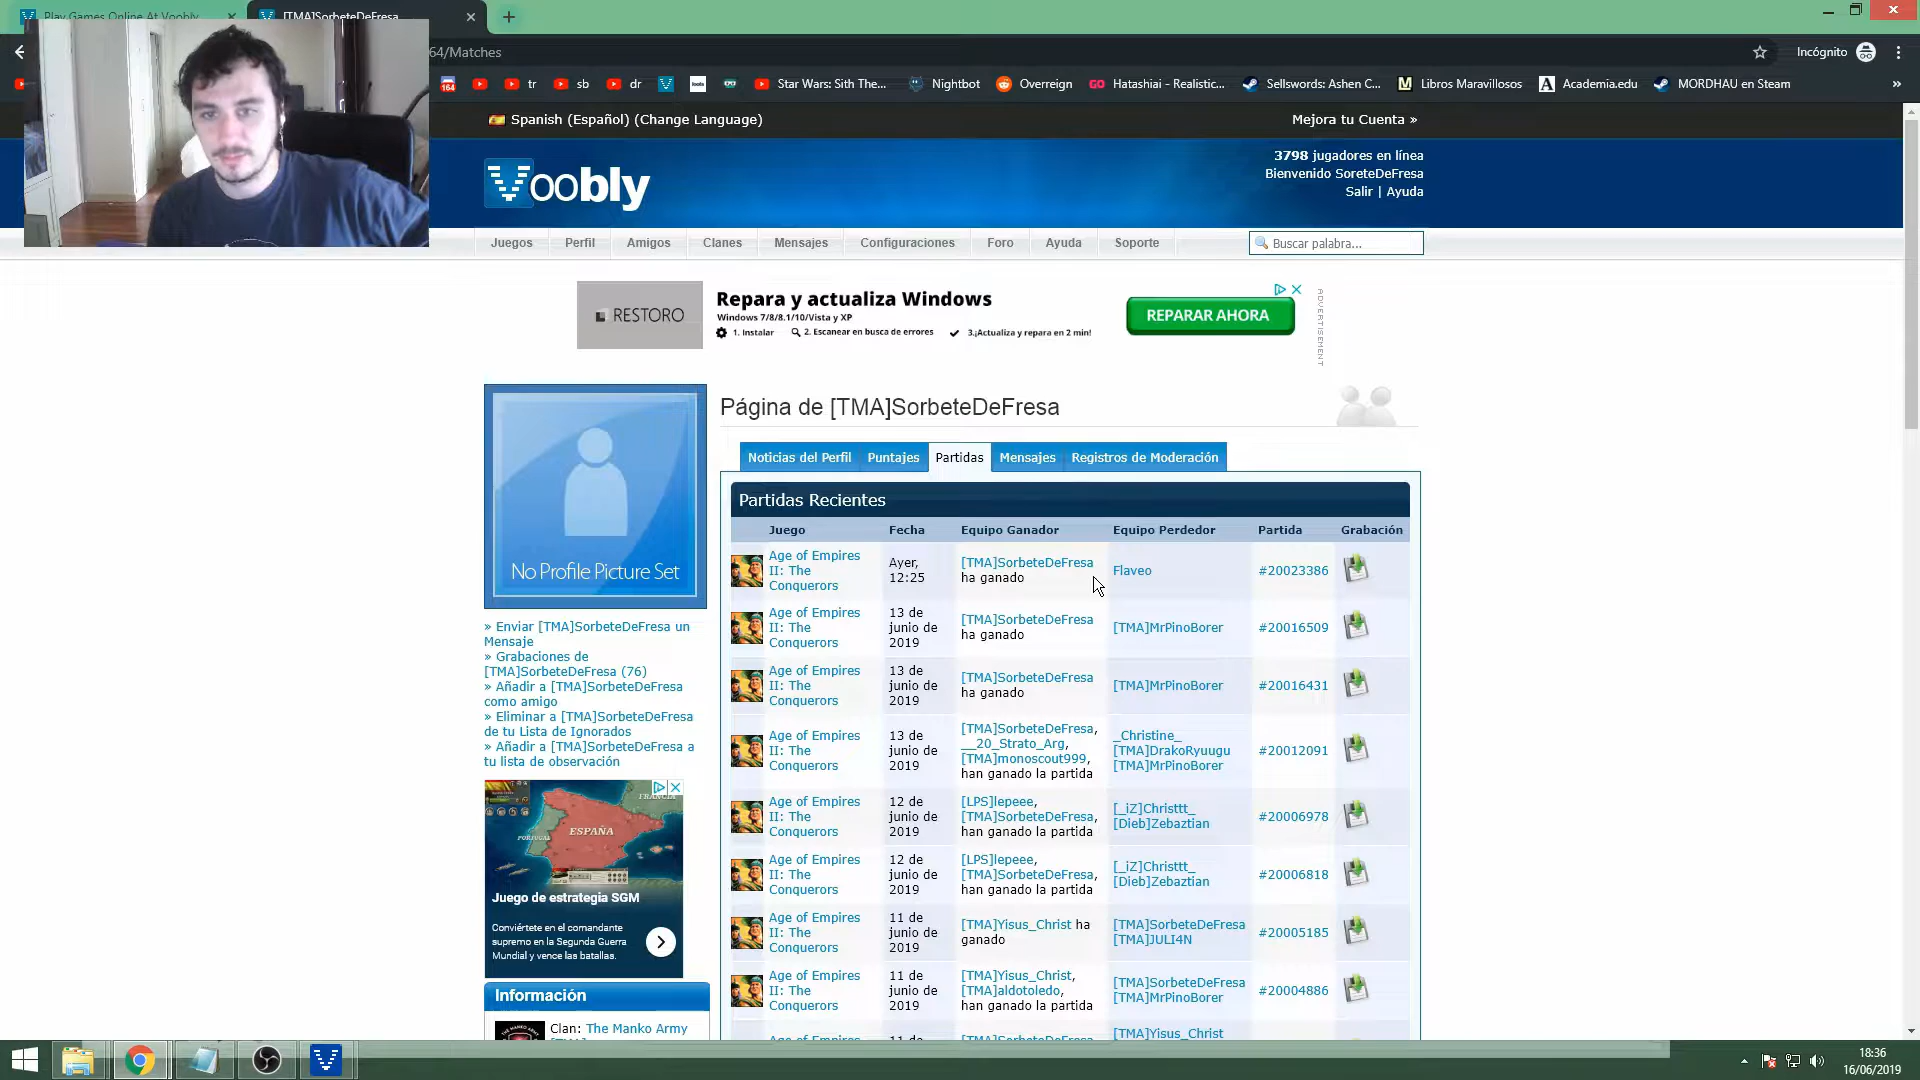 Play Games Online At Voobly
[TMA]SorbeteDeFresa
64/Matches
Incógnito
164
tr
sb
dr
Star Wars: Sith The...
Nightbot
Overreign
Hatashiai - Realistic...
Sellswords: Ashen C...
Libros Maravillosos
Academia.edu
MORDHAU en Steam
»
Spanish (Español) (Change Language)
Mejora tu Cuenta »
Voobly
3798 jugadores en línea
Bienvenido SoreteDeFresa
Salir | Ayuda
Juegos
Perfil
Amigos
Clanes
Mensajes
Configuraciones
Foro
Ayuda
Soporte
Buscar palabra...
RESTORO
Repara y actualiza Windows
Windows 7/8/8.1/10/Vista y XP
1. Instalar
2. Escanear en busca de errores
3.¡Actualiza y repara en 2 min!
REPARAR AHORA
ADVERTISEMENT
No Profile Picture Set
» Enviar [TMA]SorbeteDeFresa un
Mensaje
» Grabaciones de
[TMA]SorbeteDeFresa (76)
» Añadir a [TMA]SorbeteDeFresa
como amigo
» Eliminar a [TMA]SorbeteDeFresa
de tu Lista de Ignorados
» Añadir a [TMA]SorbeteDeFresa a
tu lista de observación
FRANCIA
PORTUGAL
ESPAÑA
Juego de estrategia SGM
Conviértete en el comandante
supremo en la Segunda Guerra
Mundial y vence las batallas.
Información
Clan: The Manko Army
Página de [TMA]SorbeteDeFresa
Noticias del Perfil
Puntajes
Partidas
Mensajes
Registros de Moderación
Partidas Recientes
Juego Fecha Equipo Ganador Equipo Perdedor Partida Grabación
Age of Empires
II: The
Conquerors
Ayer,
12:25
[TMA]SorbeteDeFresa
ha ganado
Flaveo
#20023386
Age of Empires
II: The
Conquerors
13 de
junio de
2019
[TMA]SorbeteDeFresa
ha ganado
[TMA]MrPinoBorer
#20016509
Age of Empires
II: The
Conquerors
13 de
junio de
2019
[TMA]SorbeteDeFresa
ha ganado
[TMA]MrPinoBorer
#20016431
Age of Empires
II: The
Conquerors
13 de
junio de
2019
[TMA]SorbeteDeFresa,
__20_Strato_Arg,
[TMA]monoscout999,
han ganado la partida
_Christine_
[TMA]DrakoRyuugu
[TMA]MrPinoBorer
#20012091
Age of Empires
II: The
Conquerors
12 de
junio de
2019
[LPS]lepeee,
[TMA]SorbeteDeFresa,
han ganado la partida
[_iZ]Christtt_
[Dieb]Zebaztian
#20006978
Age of Empires
II: The
Conquerors
12 de
junio de
2019
[LPS]lepeee,
[TMA]SorbeteDeFresa,
han ganado la partida
[_iZ]Christtt_
[Dieb]Zebaztian
#20006818
Age of Empires
II: The
Conquerors
11 de
junio de
2019
[TMA]Yisus_Christ ha
ganado
[TMA]SorbeteDeFresa
[TMA]JULI4N
#20005185
Age of Empires
II: The
Conquerors
11 de
junio de
2019
[TMA]Yisus_Christ,
[TMA]aldotoledo,
han ganado la partida
[TMA]SorbeteDeFresa
[TMA]MrPinoBorer
#20004886
[TMA]Yisus_Christ
18:36
16/06/2019